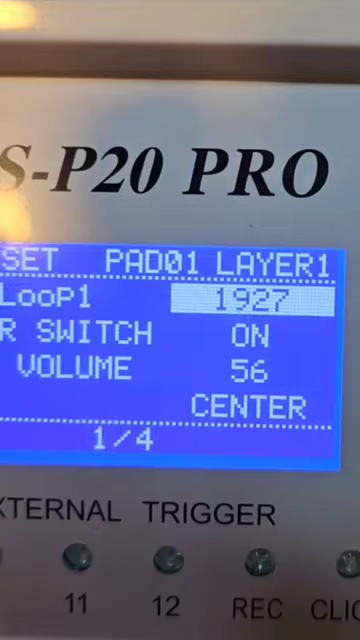 S-P20 PRO
SET PAD01 LAYER1
LooP1 1927
R SWITCH ON
VOLUME 56
CENTER
1/4
XTERNAL TRIGGER
11 12 REC CLIC